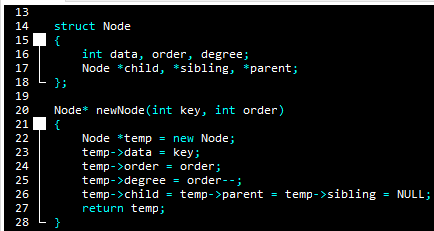 13
14 struct Node
15 {
16     int data, order, degree;
17     Node *child, *sibling, *parent;
18 };
19
20 Node* newNode(int key, int order)
21 {
22     Node *temp = new Node;
23     temp->data = key;
24     temp->order = order;
25     temp->degree = order--;
26     temp->child = temp->parent = temp->sibling = NULL;
27     return temp;
28 }